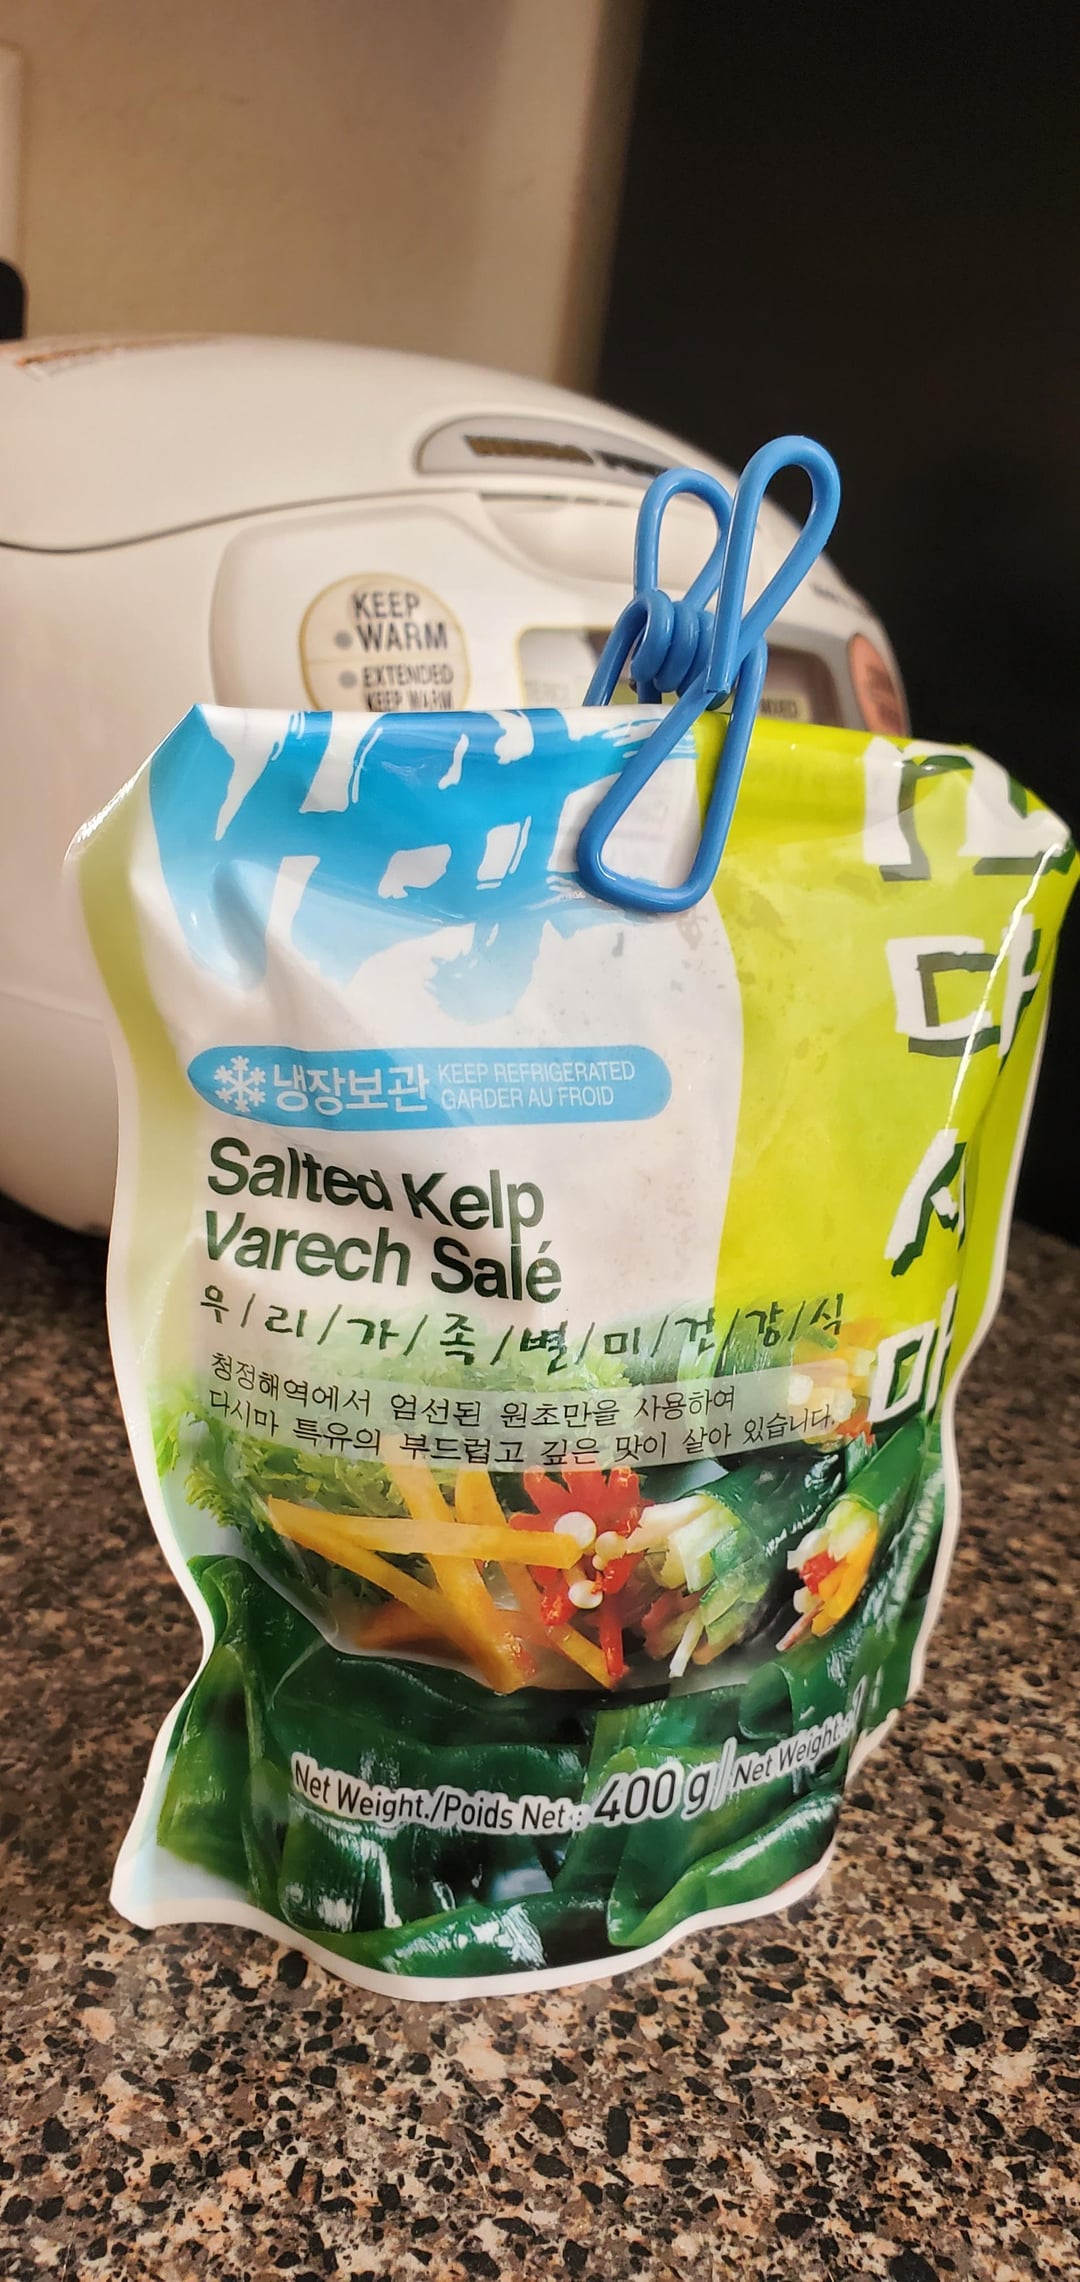 KEEP
WARM
EXTENDED
KEEP WARM
냉장보관
KEEP REFRIGERATED
GARDER AU FROID
Salted Kelp
Varech Salé
우/리/가/족/별/미/건/강/식
청정해역에서 엄선된 원초만을 사용하여
다시마 특유의 부드럽고 깊은 맛이 살아 있습니다.
다
시
마
Net Weight./Poids Net : 400 g / Net Weight.